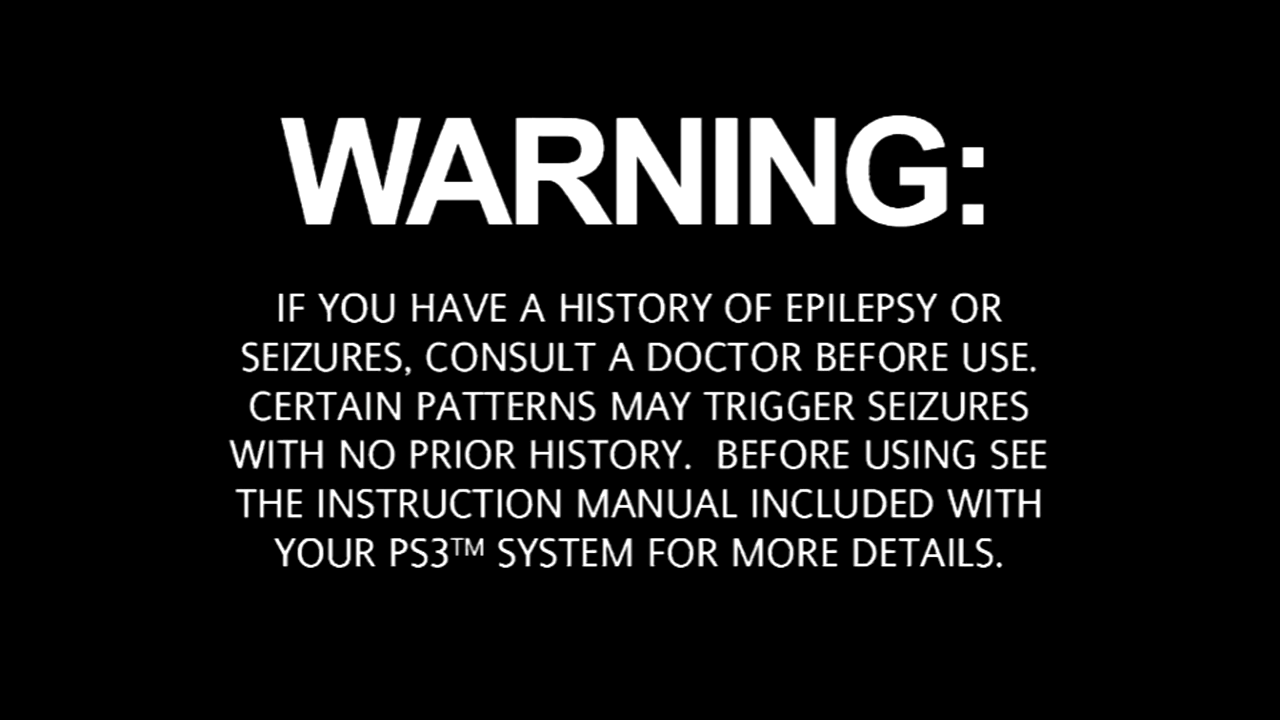 WARNING:
IF YOU HAVE A HISTORY OF EPILEPSY OR
SEIZURES, CONSULT A DOCTOR BEFORE USE.
CERTAIN PATTERNS MAY TRIGGER SEIZURES
WITH NO PRIOR HISTORY.  BEFORE USING SEE
THE INSTRUCTION MANUAL INCLUDED WITH
YOUR PS3™ SYSTEM FOR MORE DETAILS.